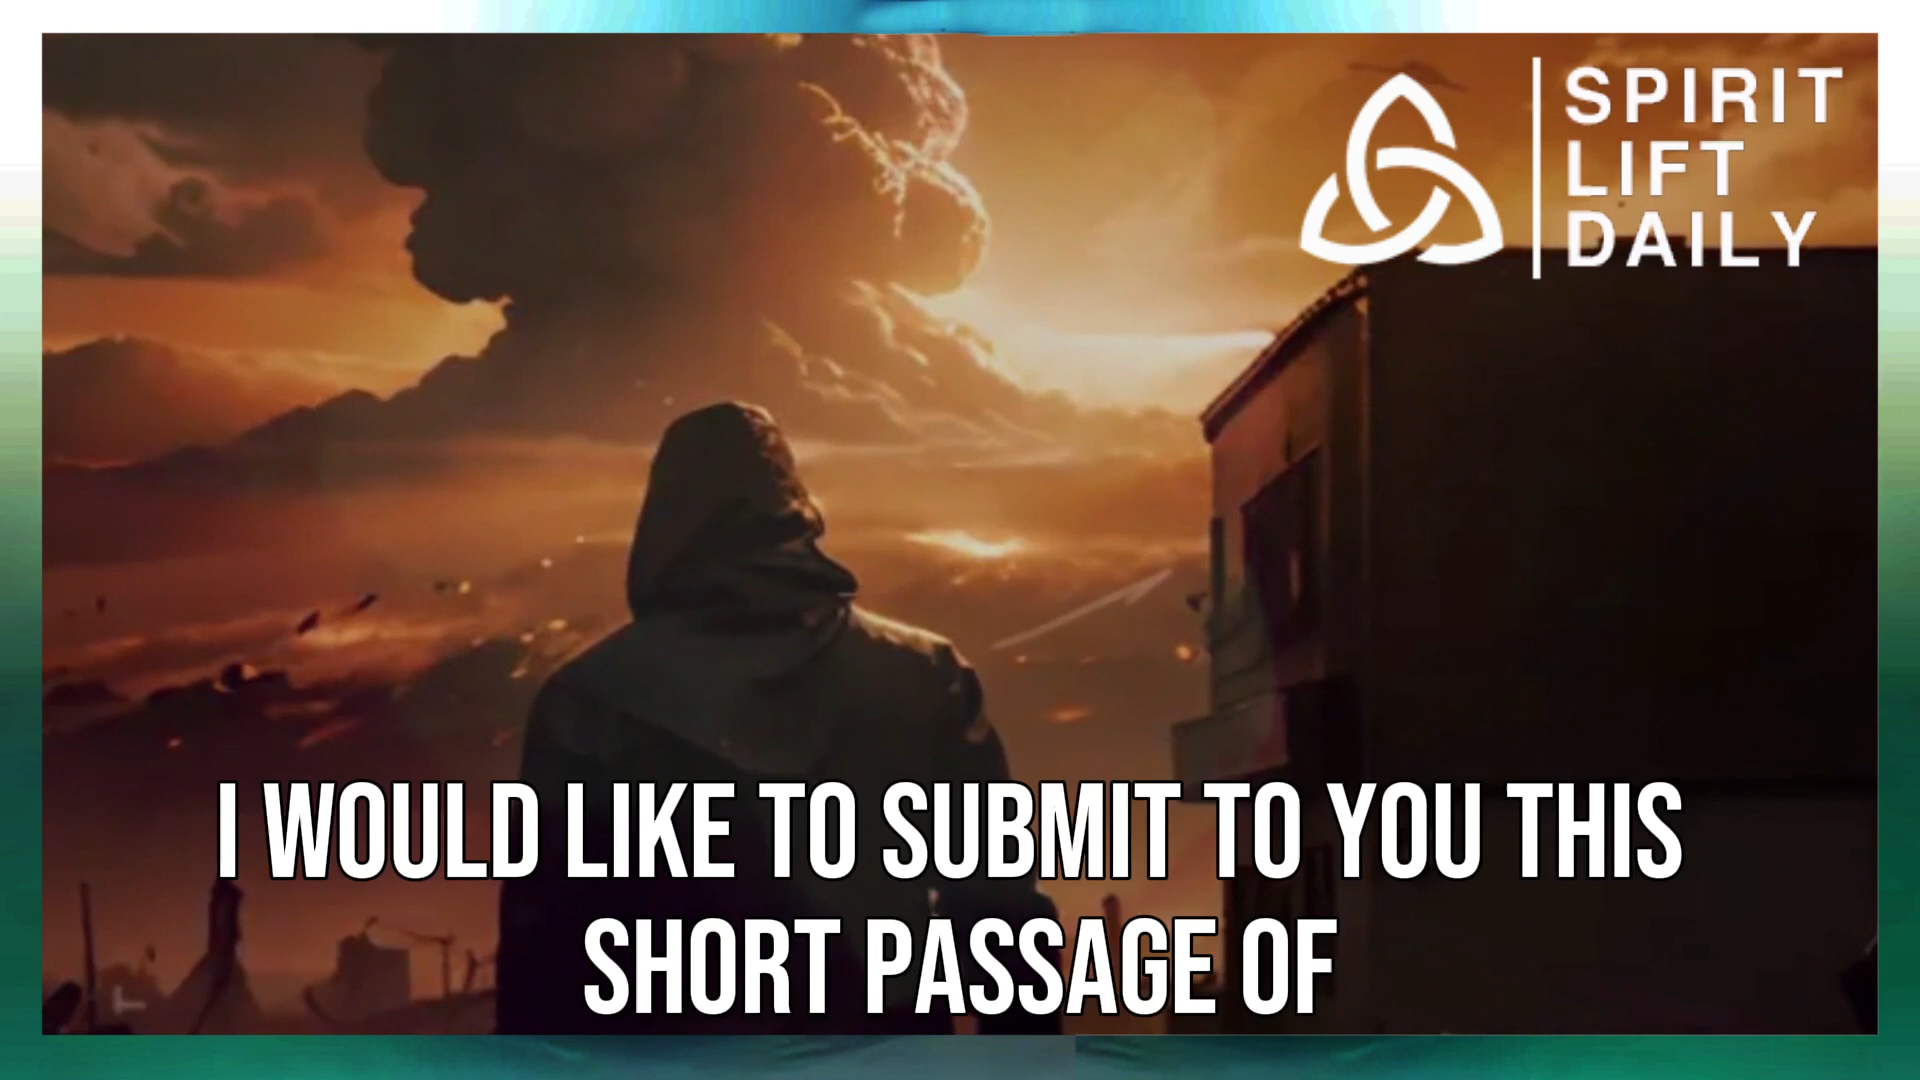 SPIRIT
LIFT
DAILY
I WOULD LIKE TO SUBMIT TO YOU THIS
SHORT PASSAGE OF